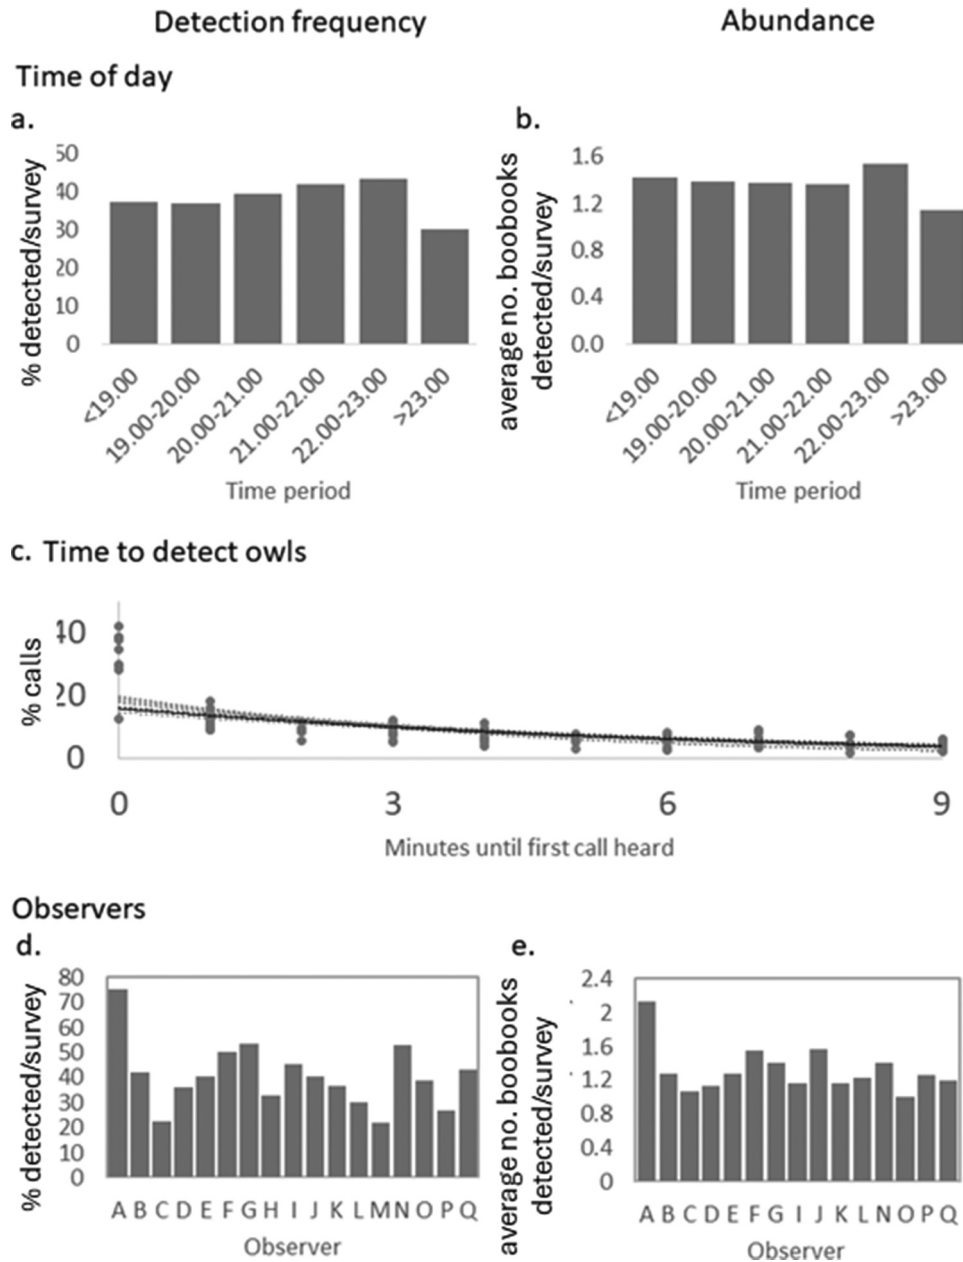 Detection frequency
Abundance
Time of day
a.
b.
% detected/survey
50
40
30
20
10
0
<19.00
19.00-20.00
20.00-21.00
21.00-22.00
22.00-23.00
>23.00
Time period
average no. boobooks
detected/survey
1.6
1.2
0.8
0.4
0.0
<19.00
19.00-20.00
20.00-21.00
21.00-22.00
22.00-23.00
>23.00
Time period
c. Time to detect owls
% calls
40
20
0
0 3 6 9
Minutes until first call heard
Observers
d.
e.
% detected/survey
80
70
60
50
40
30
20
10
0
A B C D E F G H I J K L M N O P Q
Observer
average no. boobooks
detected/survey
2.4
2
1.6
1.2
0.8
0.4
0
A B C D E F G I J K L N O P Q
Observer